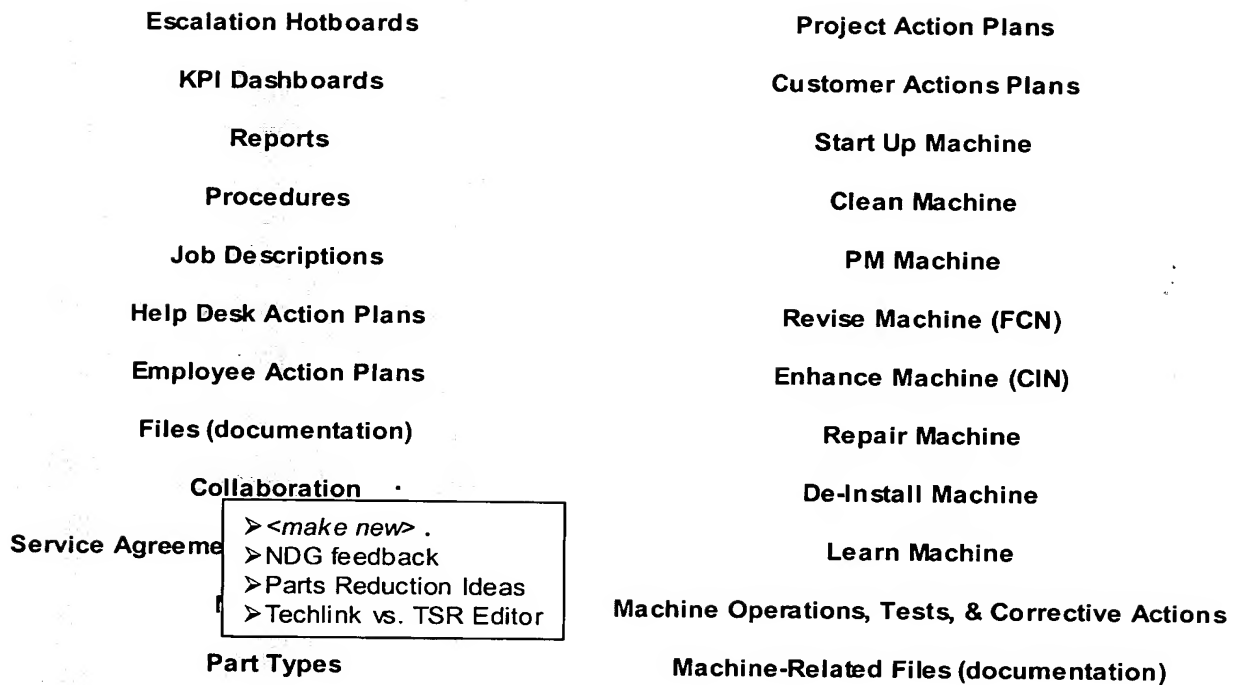 Escalation Hotboards
KPI Dashboards
Reports
Procedures
Job Descriptions
Help Desk Action Plans
Employee Action Plans
Files (documentation)
Collaboration
➢<make new> .
➢NDG feedback
➢Parts Reduction Ideas
➢Techlink vs. TSR Editor
Service
Part Types
Project Action Plans
Customer Actions Plans
Start Up Machine
Clean Machine
PM Machine
Revise Machine (FCN)
Enhance Machine (CIN)
Repair Machine
De-Install Machine
Learn Machine
Machine Operations, Tests, & Corrective Actions
Machine-Related Files (documentation)